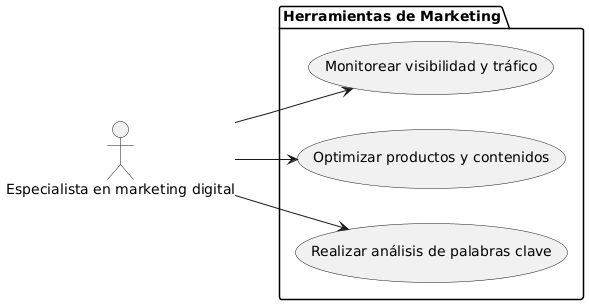 Herramientas de Marketing
Monitorear visibilidad y tráfico
Optimizar productos y contenidos
Especialista en marketing digital
Realizar análisis de palabras clave